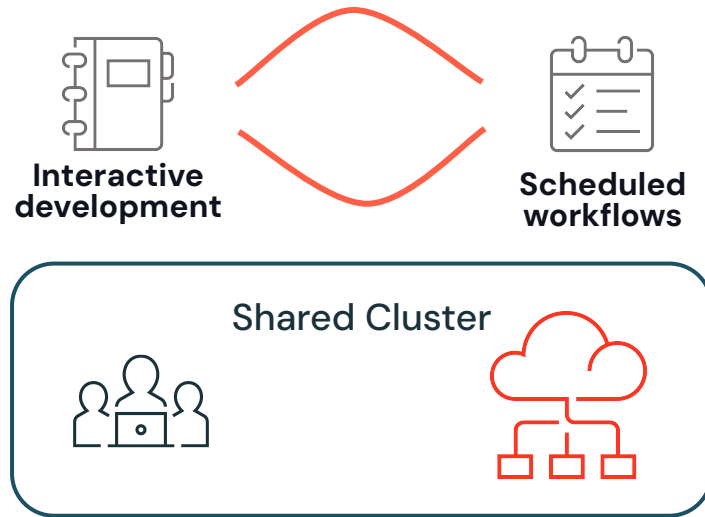 Interactive
development
Scheduled
workflows
Shared Cluster